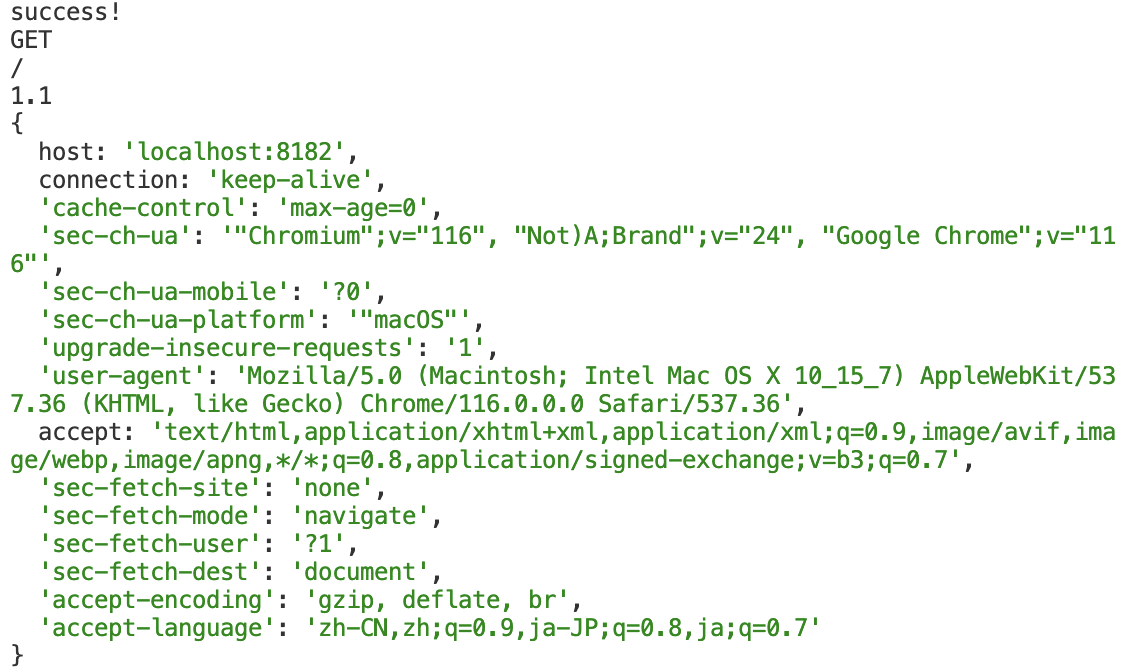 success!
GET
/
1.1
{
  host: 'localhost:8182',
  connection: 'keep-alive',
  'cache-control': 'max-age=0',
  'sec-ch-ua': '"Chromium";v="116", "Not)A;Brand";v="24", "Google Chrome";v="11
6"',
  'sec-ch-ua-mobile': '?0',
  'sec-ch-ua-platform': '"macOS"',
  'upgrade-insecure-requests': '1',
  'user-agent': 'Mozilla/5.0 (Macintosh; Intel Mac OS X 10_15_7) AppleWebKit/53
7.36 (KHTML, like Gecko) Chrome/116.0.0.0 Safari/537.36',
  accept: 'text/html,application/xhtml+xml,application/xml;q=0.9,image/avif,ima
ge/webp,image/apng,*/*;q=0.8,application/signed-exchange;v=b3;q=0.7',
  'sec-fetch-site': 'none',
  'sec-fetch-mode': 'navigate',
  'sec-fetch-user': '?1',
  'sec-fetch-dest': 'document',
  'accept-encoding': 'gzip, deflate, br',
  'accept-language': 'zh-CN,zh;q=0.9,ja-JP;q=0.8,ja;q=0.7'
}